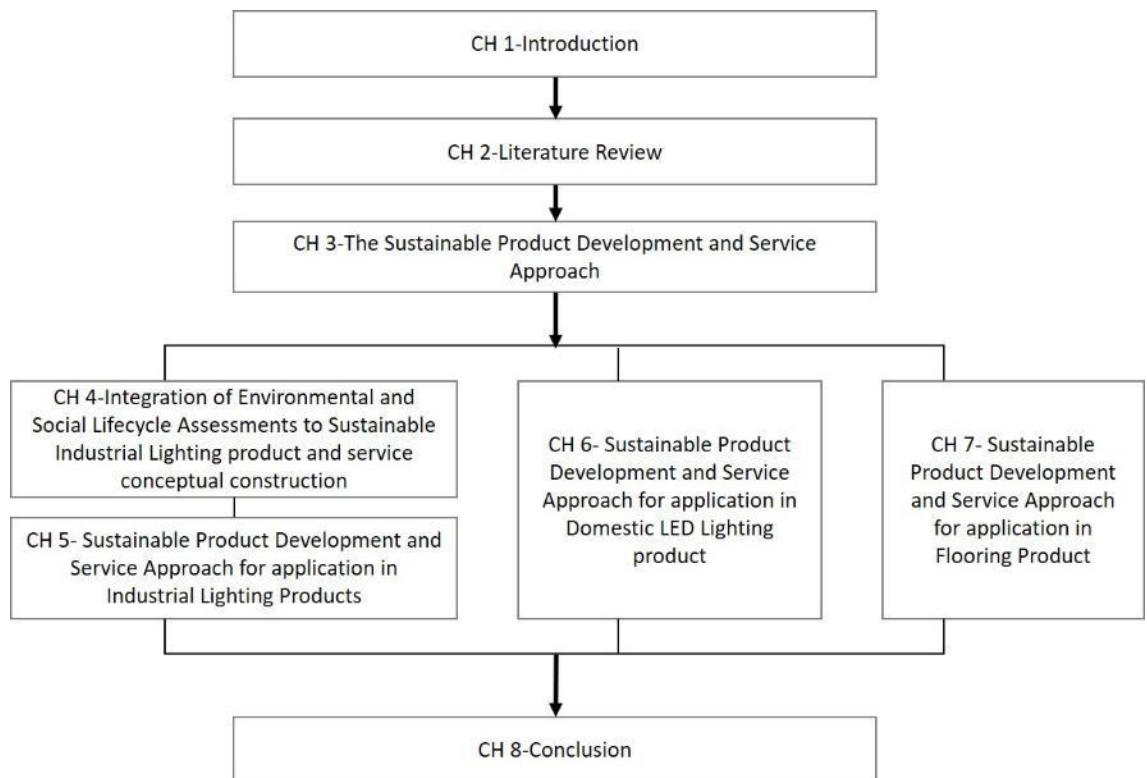 CH 1-Introduction
CH 2-Literature Review
CH 3-The Sustainable Product Development and Service
Approach
CH 4-Integration of Environmental and
Social Lifecycle Assessments to Sustainable
Industrial Lighting product and service
conceptual construction
CH 5- Sustainable Product Development and
Service Approach for application in
Industrial Lighting Products
CH 6- Sustainable Product
Development and Service
Approach for application in
Domestic LED Lighting
product
CH 7- Sustainable
Product Development
and Service Approach
for application in
Flooring Product
CH 8-Conclusion